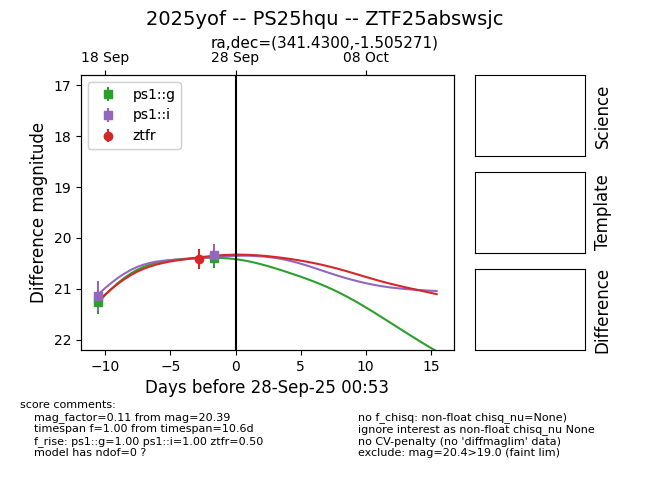 2025yof -- PS25hqu -- ZTF25abswsjc
ra,dec=(341.4300,-1.505271)
18 Sep 28 Sep 08 Oct
17
18
19
20
21
22
Difference magnitude
ps1::g
ps1::i
ztfr
−10 −5 0 5 10 15
Days before 28-Sep-25 00:53
Science
Template
Difference
score comments:
mag_factor=0.11 from mag=20.39
timespan f=1.00 from timespan=10.6d
f_rise: ps1::g=1.00 ps1::i=1.00 ztfr=0.50
model has ndof=0 ?
no f_chisq: non-float chisq_nu=None)
ignore interest as non-float chisq_nu None
no CV-penalty (no 'diffmaglim' data)
exclude: mag=20.4>19.0 (faint lim)